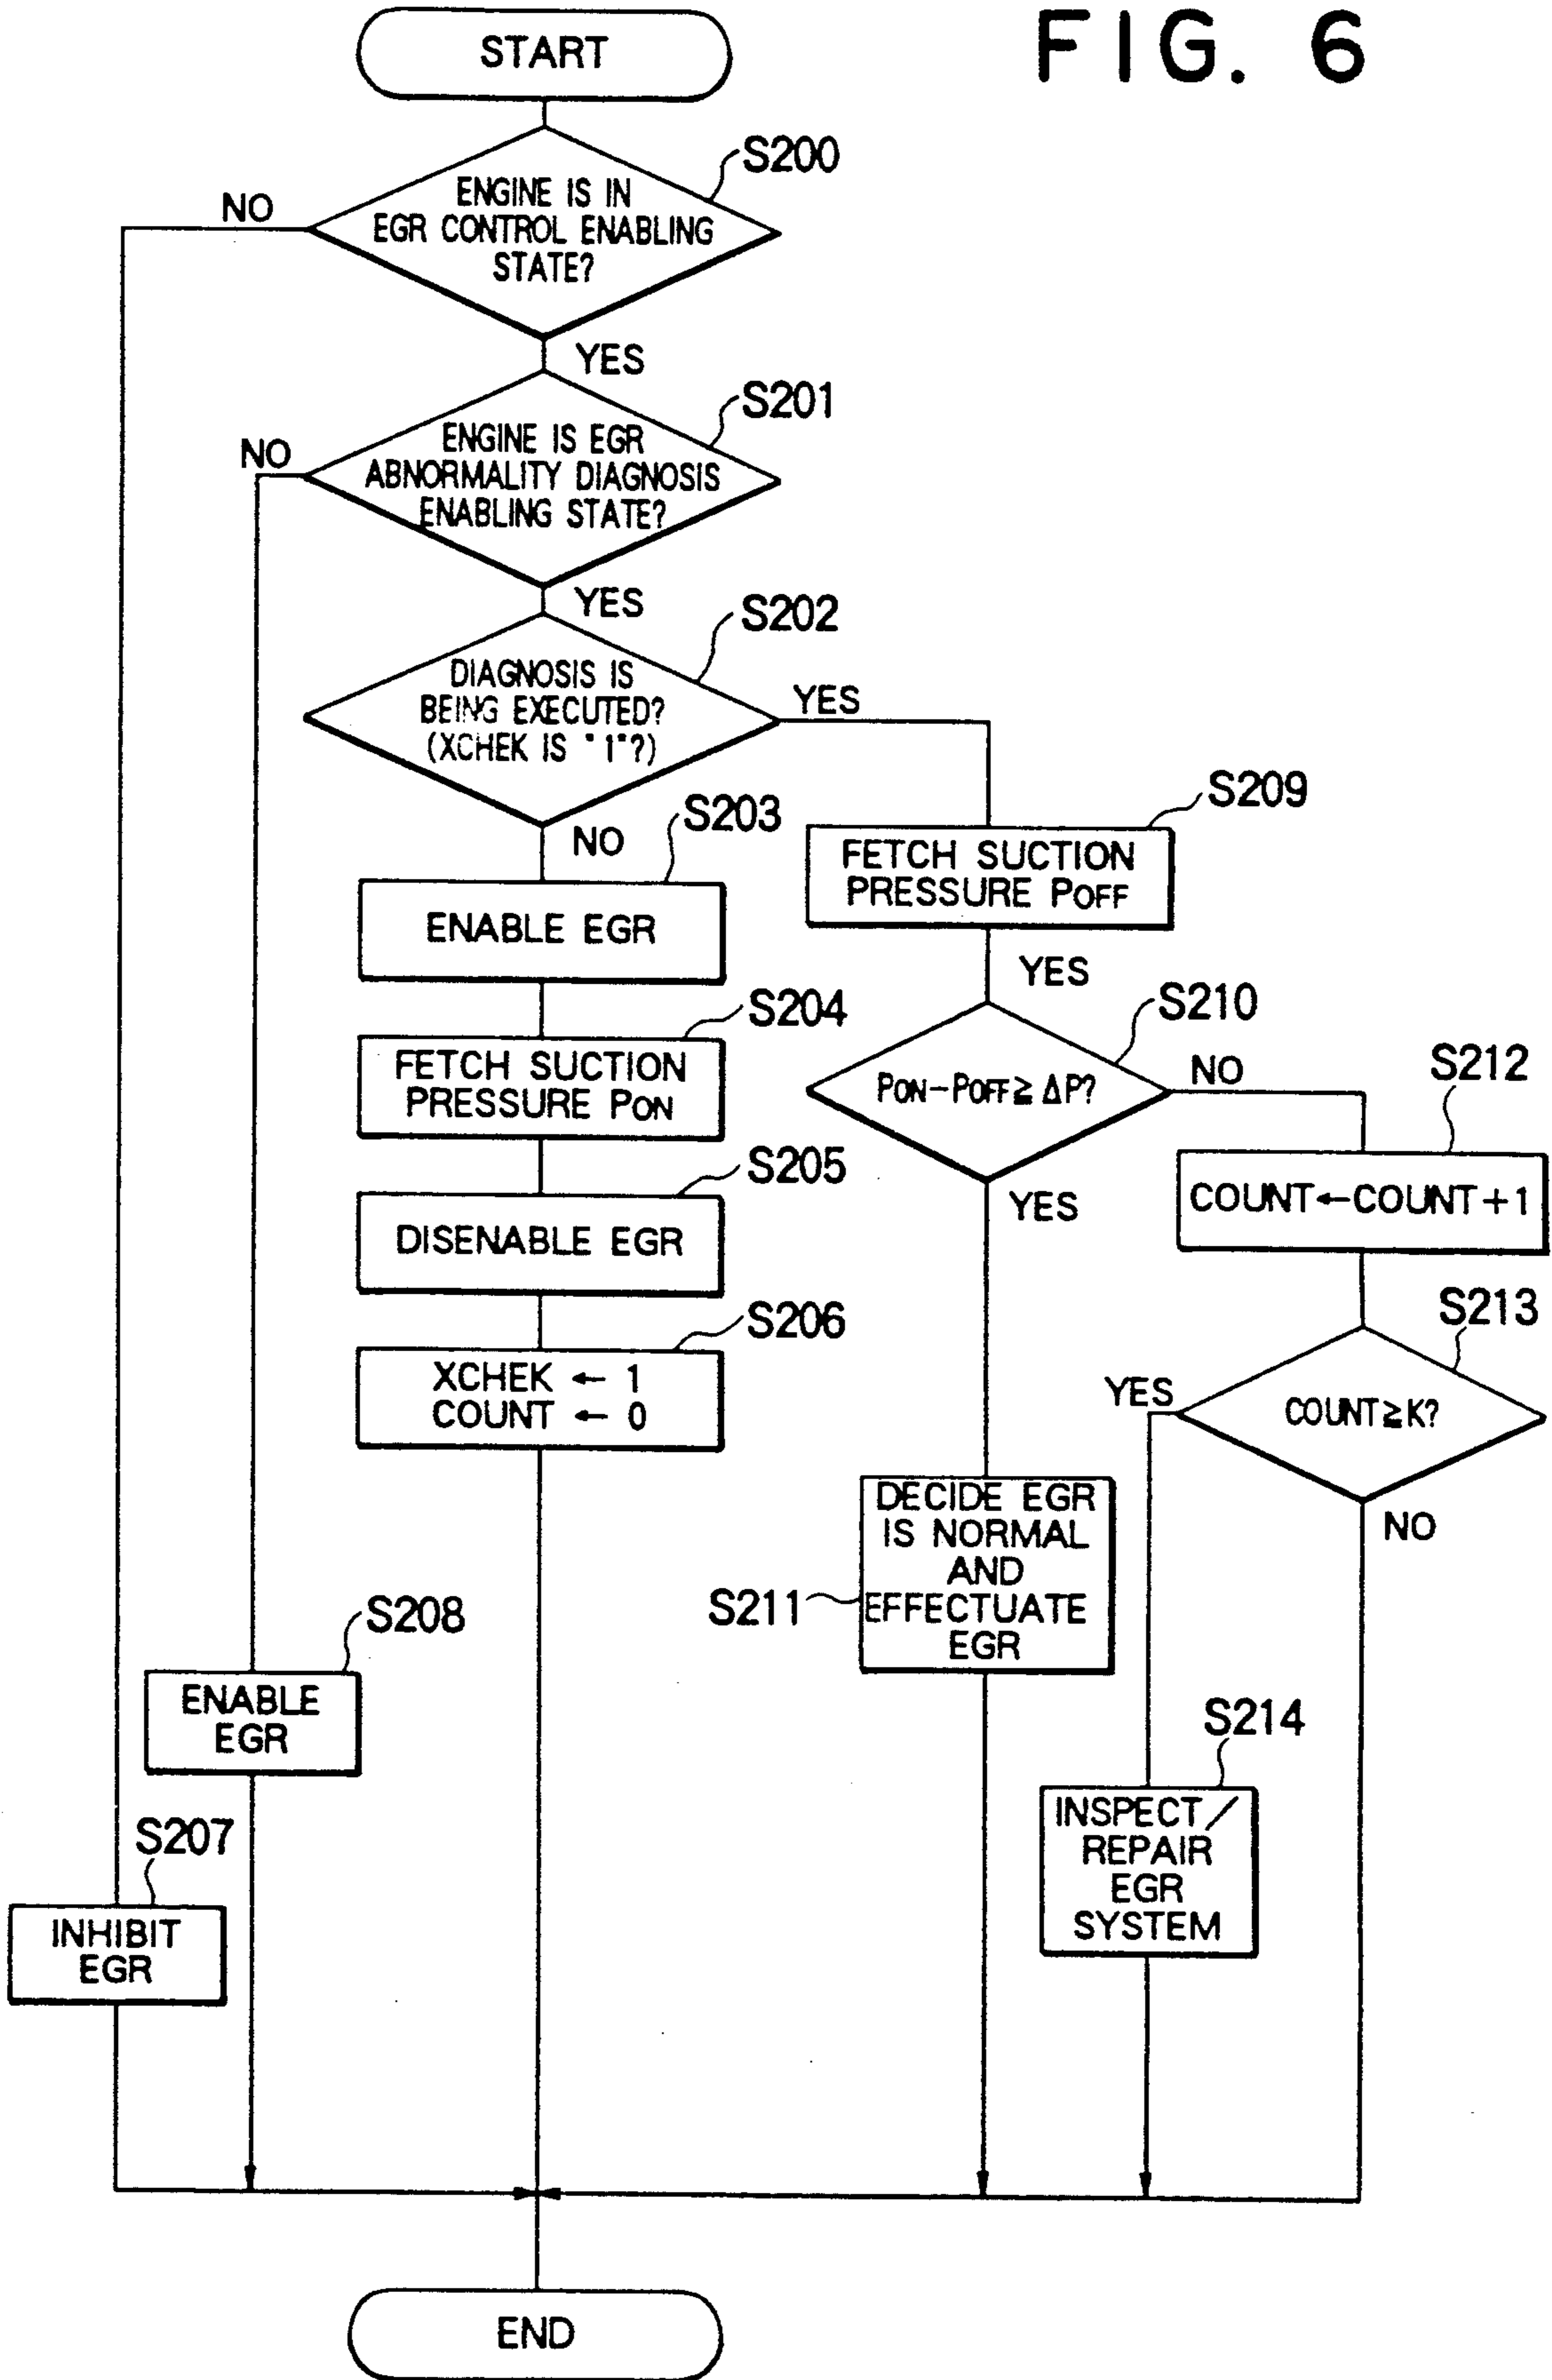 FIG. 6
START
S200
ENGINE IS IN
EGR CONTROL ENABLING
STATE?
NO
YES
S201
ENGINE IS EGR
ABNORMALITY DIAGNOSIS
ENABLING STATE?
NO
YES
S202
DIAGNOSIS IS
BEING EXECUTED?
(XCHEK IS "1"?)
YES
NO
S203
ENABLE EGR
S204
FETCH SUCTION
PRESSURE PON
S205
DISENABLE EGR
S206
XCHEK ← 1
COUNT ← 0
S209
FETCH SUCTION
PRESSURE POFF
YES
S210
PON-POFF≧ΔP?
NO
YES
S212
COUNT←COUNT+1
S213
COUNT≧K?
YES
NO
S211
DECIDE EGR
IS NORMAL
AND
EFFECTUATE
EGR
S208
ENABLE
EGR
S214
INSPECT/
REPAIR
EGR
SYSTEM
S207
INHIBIT
EGR
END